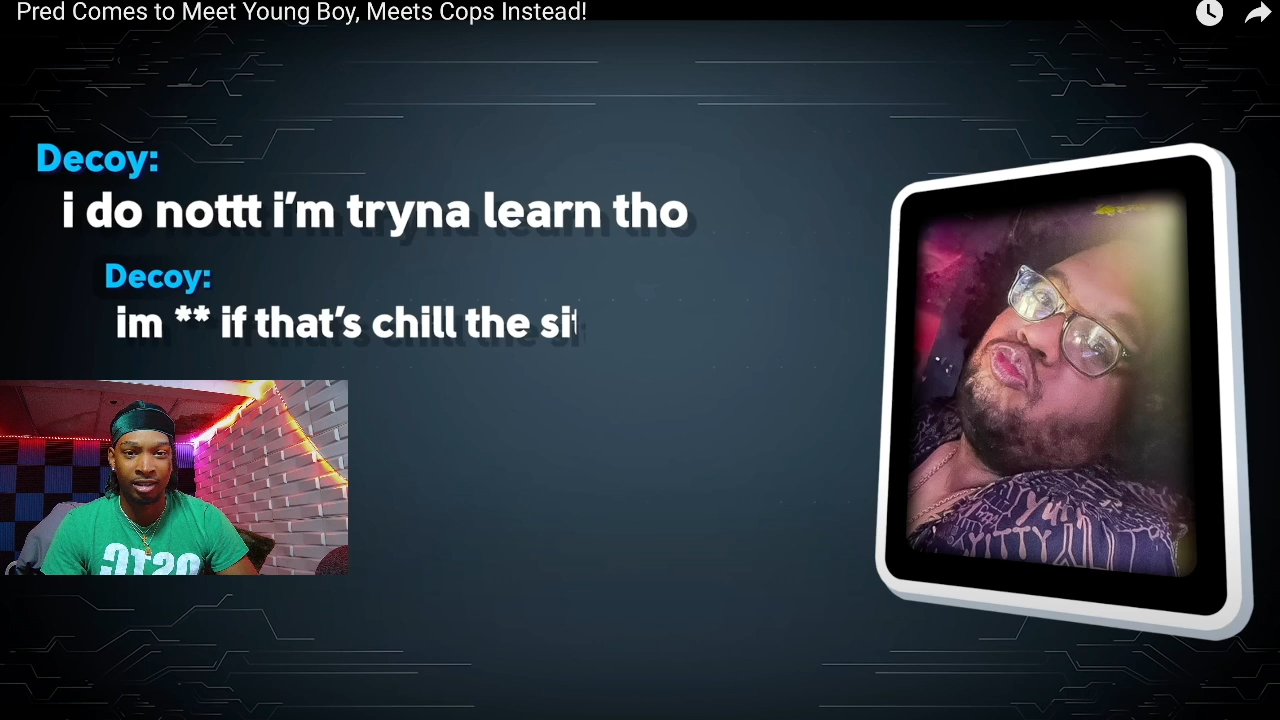 Pred Comes to Meet Young Boy, Meets Cops Instead!
Decoy:
i do nottt i'm tryna learn tho
Decoy:
im ** if that's chill the si